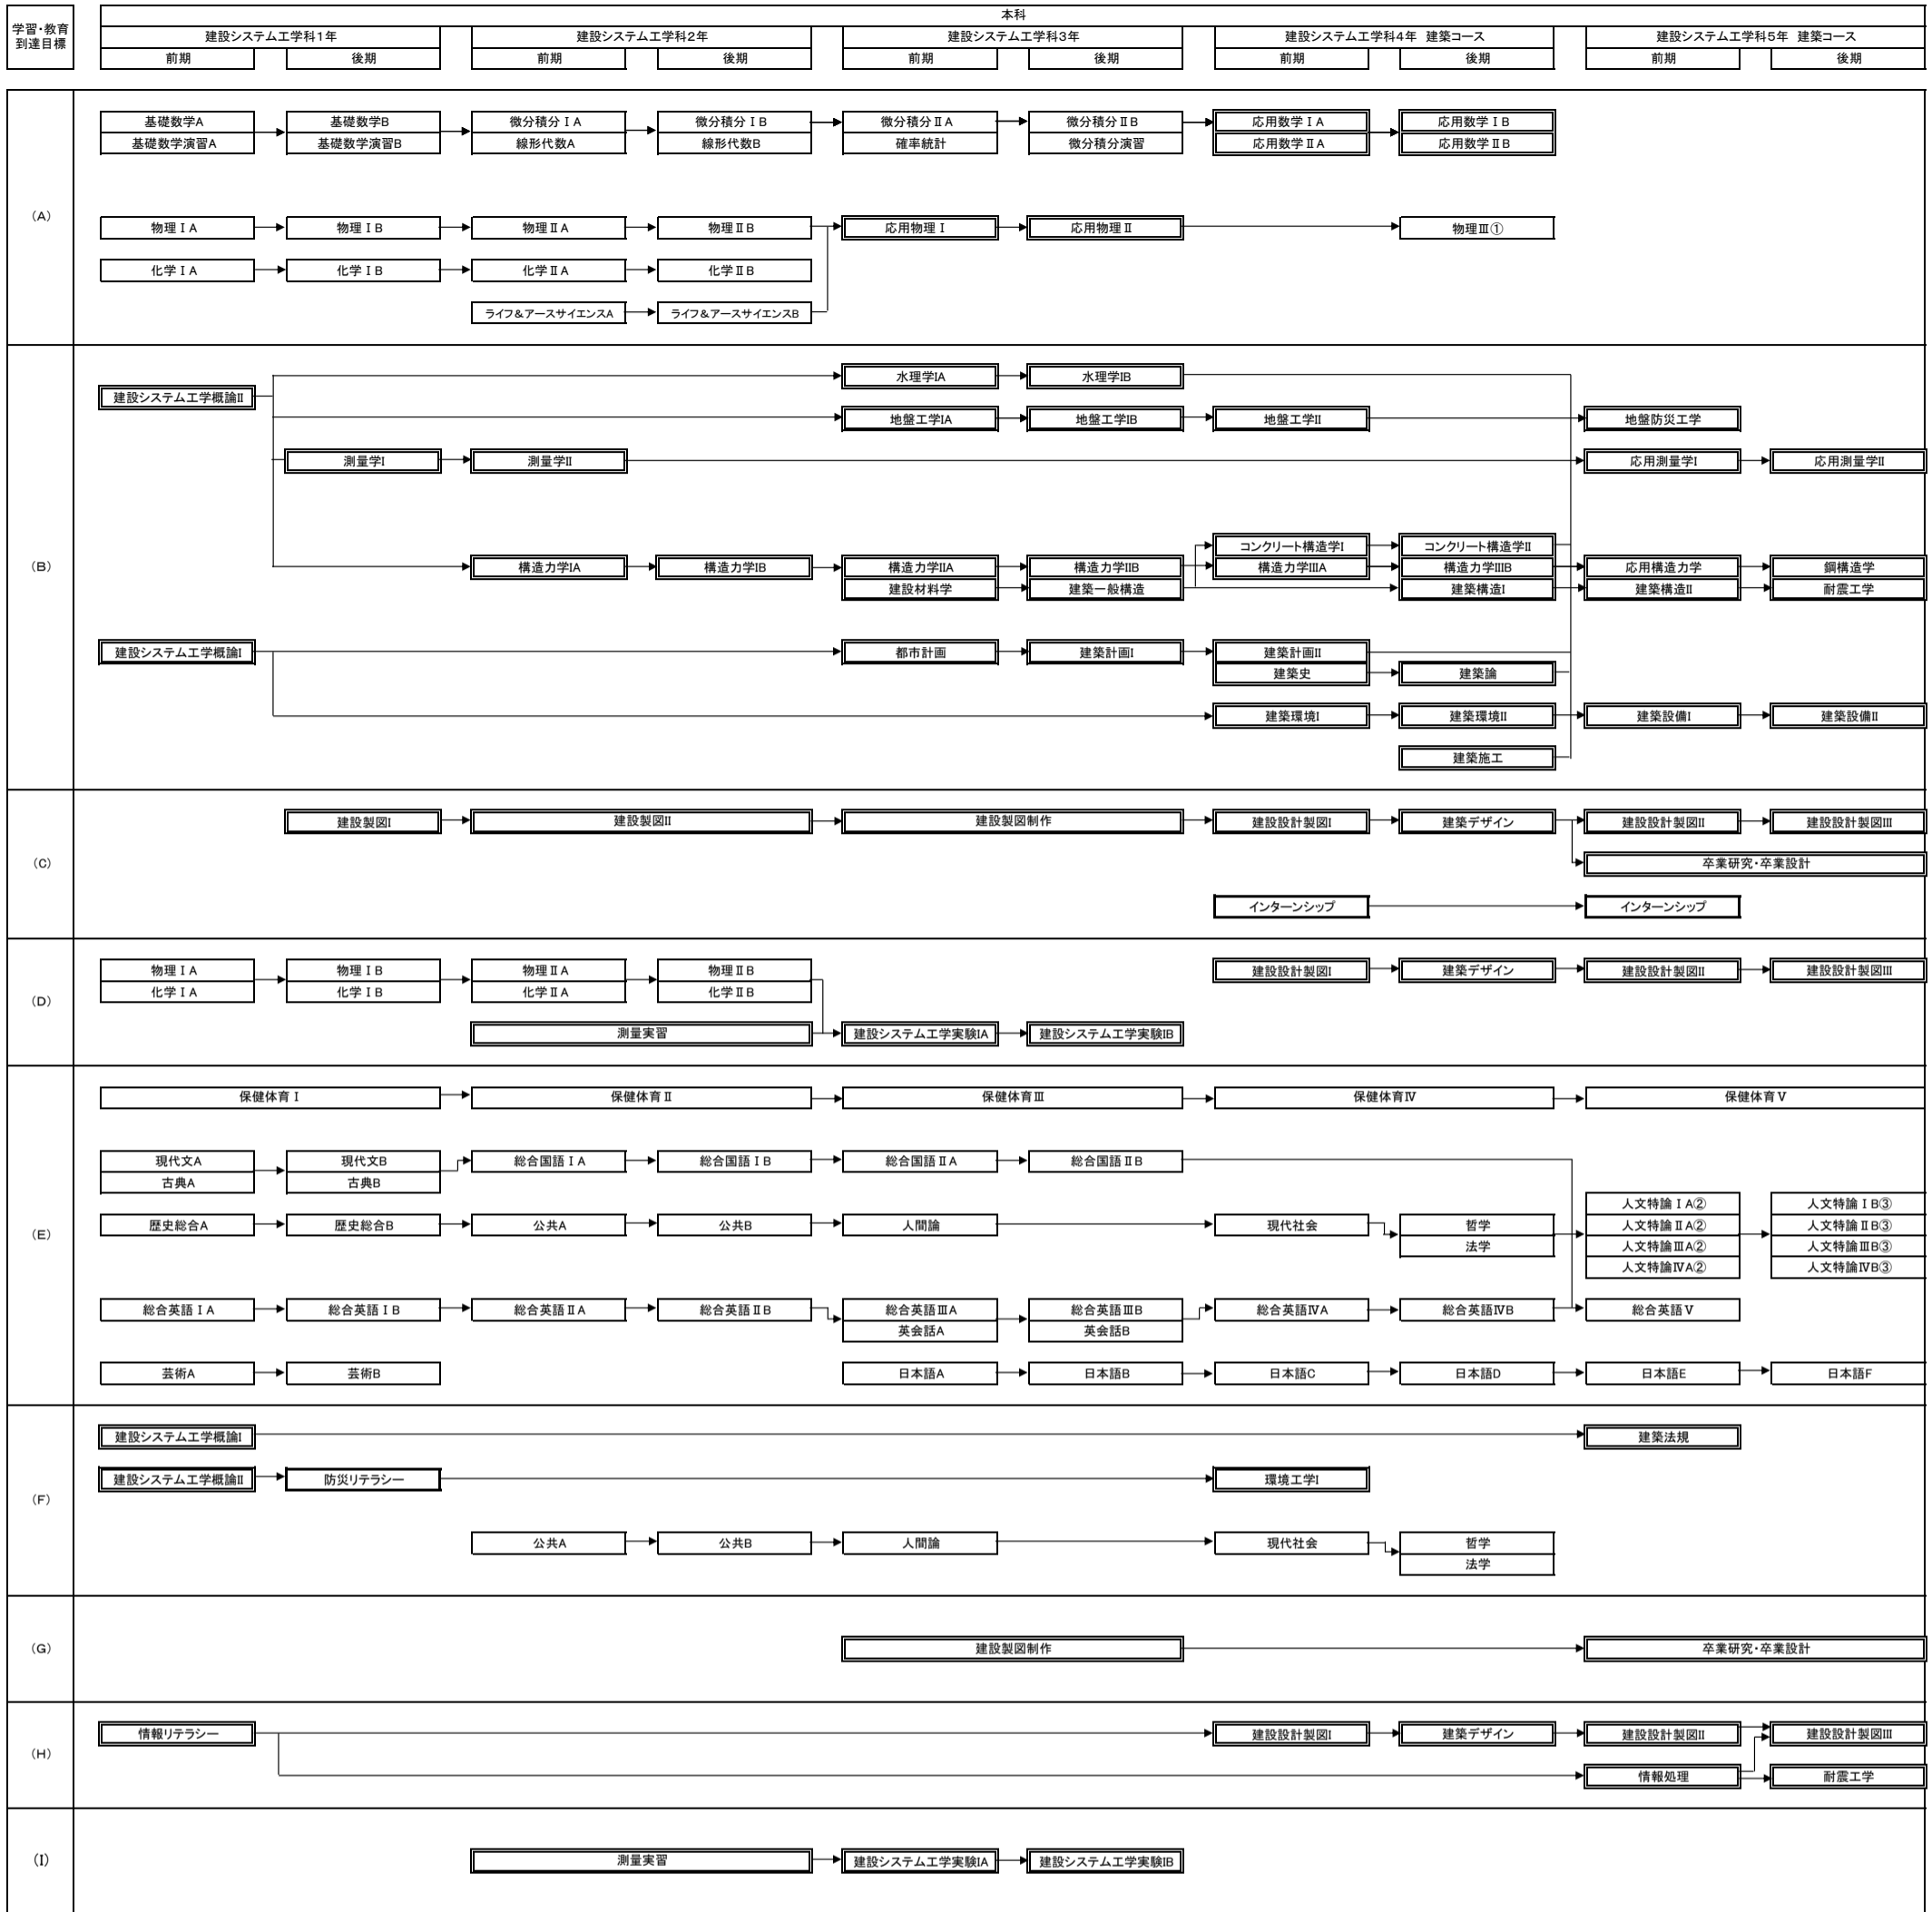 学習・教育
到達目標
本科
建設システム工学科1年
建設システム工学科2年
建設システム工学科3年
建設システム工学科4年 建築コース
建設システム工学科5年 建築コース
前期
後期
前期
後期
前期
後期
前期
後期
前期
後期
(A)
基礎数学A
基礎数学B
微分積分ⅠA
微分積分ⅠB
微分積分ⅡA
微分積分ⅡB
応用数学ⅠA
応用数学ⅠB
基礎数学演習A
基礎数学演習B
線形代数A
線形代数B
確率統計
微分積分演習
応用数学ⅡA
応用数学ⅡB
物理ⅠA
物理ⅠB
物理ⅡA
物理ⅡB
応用物理Ⅰ
応用物理Ⅱ
物理Ⅲ①
化学ⅠA
化学ⅠB
化学ⅡA
化学ⅡB
ライフ&アースサイエンスA
ライフ&アースサイエンスB
(B)
水理学IA
水理学IB
建設システム工学概論II
地盤工学IA
地盤工学IB
地盤工学II
地盤防災工学
測量学I
測量学II
応用測量学I
応用測量学II
コンクリート構造学I
コンクリート構造学II
構造力学IA
構造力学IB
構造力学IIA
構造力学IIB
構造力学IIIA
構造力学IIIB
応用構造力学
鋼構造学
建設材料学
建築一般構造
建築構造I
建築構造II
耐震工学
建設システム工学概論I
都市計画
建築計画I
建築計画II
建築史
建築論
建築環境I
建築環境II
建築設備I
建築設備II
建築施工
(C)
建設製図I
建設製図II
建設製図制作
建設設計製図I
建築デザイン
建設設計製図II
建設設計製図III
卒業研究・卒業設計
インターンシップ
インターンシップ
(D)
物理ⅠA
物理ⅠB
物理ⅡA
物理ⅡB
建設設計製図I
建築デザイン
建設設計製図II
建設設計製図III
化学ⅠA
化学ⅠB
化学ⅡA
化学ⅡB
測量実習
建設システム工学実験IA
建設システム工学実験IB
(E)
保健体育Ⅰ
保健体育Ⅱ
保健体育Ⅲ
保健体育Ⅳ
保健体育Ⅴ
現代文A
現代文B
総合国語ⅠA
総合国語ⅠB
総合国語ⅡA
総合国語ⅡB
古典A
古典B
人文特論ⅠA②
人文特論ⅠB③
歴史総合A
歴史総合B
公共A
公共B
人間論
現代社会
哲学
人文特論ⅡA②
人文特論ⅡB③
法学
人文特論ⅢA②
人文特論ⅢB③
人文特論ⅣA②
人文特論ⅣB③
総合英語ⅠA
総合英語ⅠB
総合英語ⅡA
総合英語ⅡB
総合英語ⅢA
総合英語ⅢB
総合英語ⅣA
総合英語ⅣB
総合英語Ⅴ
英会話A
英会話B
芸術A
芸術B
日本語A
日本語B
日本語C
日本語D
日本語E
日本語F
(F)
建設システム工学概論I
建築法規
建設システム工学概論II
防災リテラシー
環境工学I
公共A
公共B
人間論
現代社会
哲学
法学
(G)
建設製図制作
卒業研究・卒業設計
(H)
情報リテラシー
建設設計製図I
建築デザイン
建設設計製図II
建設設計製図III
情報処理
耐震工学
(I)
測量実習
建設システム工学実験IA
建設システム工学実験IB